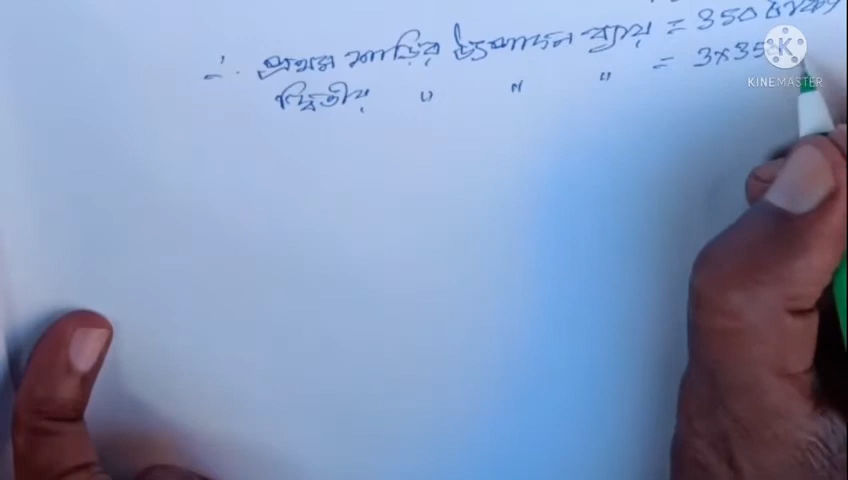 ∴ প্রথম শাড়ির উৎপাদন ব্যয় = 350 টাকা
দ্বিতীয় " " " = 3×35
K
KINEMASTER